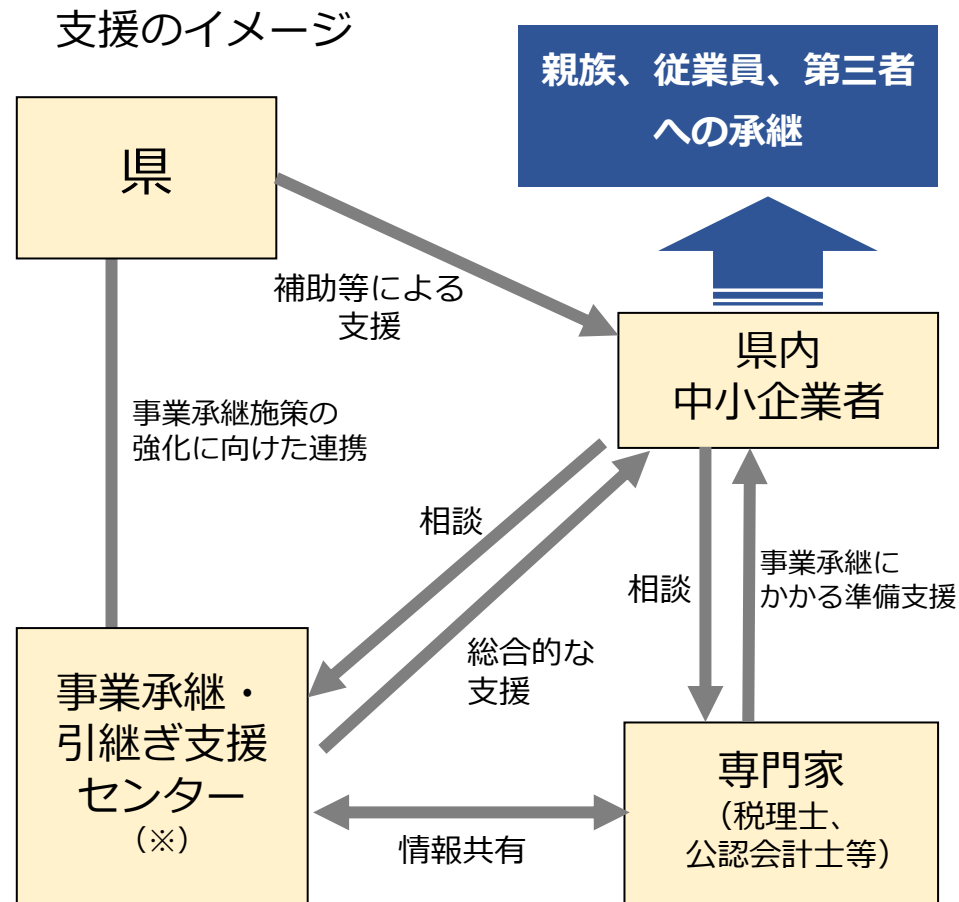 支援のイメージ
親族、従業員、第三者
への承継
県
補助等による
支援
県内
中小企業者
事業承継施策の
強化に向けた連携
相談
総合的な
支援
相談
事業承継に
かかる準備支援
事業承継・
引継ぎ支援
センター
（※）
情報共有
専門家
（税理士、
公認会計士等）